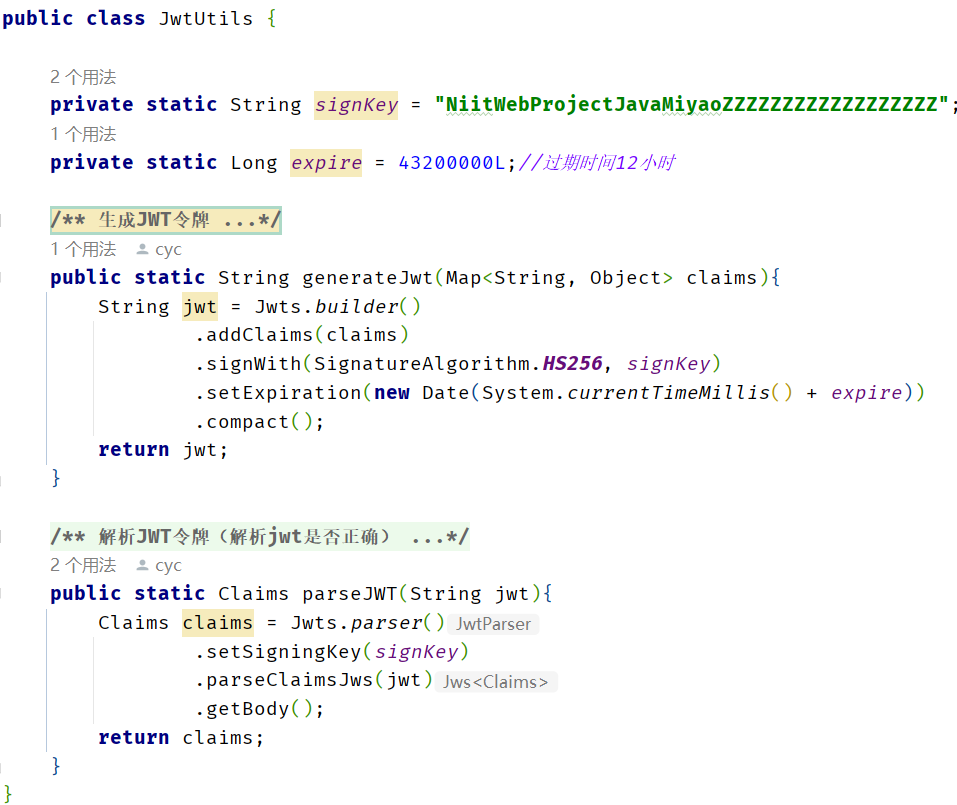 public class JwtUtils {
2 个用法
private static String signKey = "NiitWebProjectJavaMiyaoZZZZZZZZZZZZZZZZZZ";
1 个用法
private static Long expire = 43200000L;//过期时间12小时
/** 生成JWT令牌 ...*/
1 个用法 cyc
public static String generateJwt(Map<String, Object> claims){
String jwt = Jwts.builder()
.addClaims(claims)
.signWith(SignatureAlgorithm.HS256, signKey)
.setExpiration(new Date(System.currentTimeMillis() + expire))
.compact();
return jwt;
}
/** 解析JWT令牌（解析jwt是否正确） ...*/
2 个用法 cyc
public static Claims parseJWT(String jwt){
Claims claims = Jwts.parser() JwtParser
.setSigningKey(signKey)
.parseClaimsJws(jwt) Jws<Claims>
.getBody();
return claims;
}
}